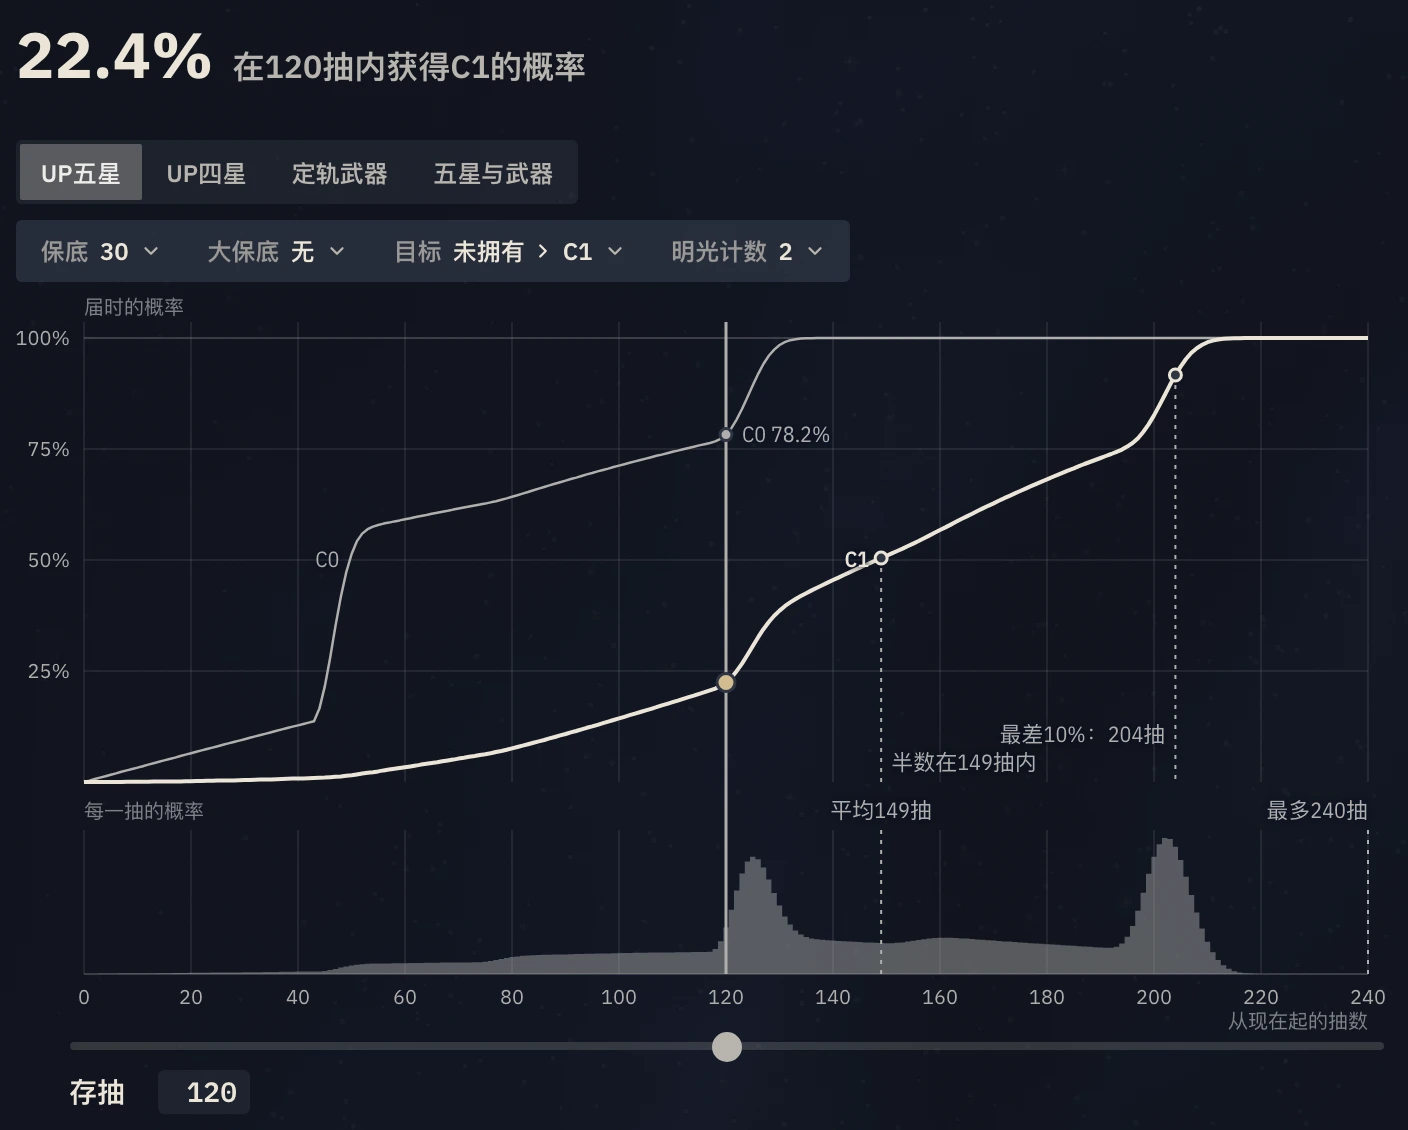 22.4% 在120抽内获得C1的概率
UP五星 UP四星 定轨武器 五星与武器
保底 30 大保底 无 目标 未拥有 > C1 明光计数 2
届时的概率
100%
75%
50%
25%
C0 78.2%
C0
C1
最差10%：204抽
半数在149抽内
每一抽的概率
平均149抽
最多240抽
0 20 40 60 80 100 120 140 160 180 200 220 240
从现在起的抽数
存抽 120